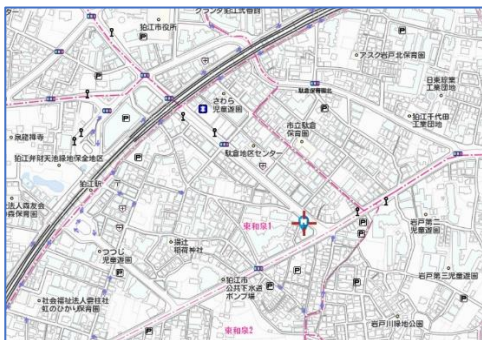 狛江市役所
アスク岩戸北保育園
さわら
児童遊園
駄倉保育園北
日東産業
工業団地
狛江千代田
工業団地
市立駄倉
保育園
泉龍禅寺
駄倉地区センター
狛江弁財天池緑地保全地区
狛江駅
法人森友会
森保育園
東和泉1
岩戸第二
児童遊園
稲荷神社
つつじ
児童遊園
狛江市
公共下水道
ポンプ場
岩戸第三児童遊園
社会福祉法人雲柱社
虹のひかり保育園
東和泉2
岩戸川緑地公園
P
P
P
P
P
P
P
P
P
P